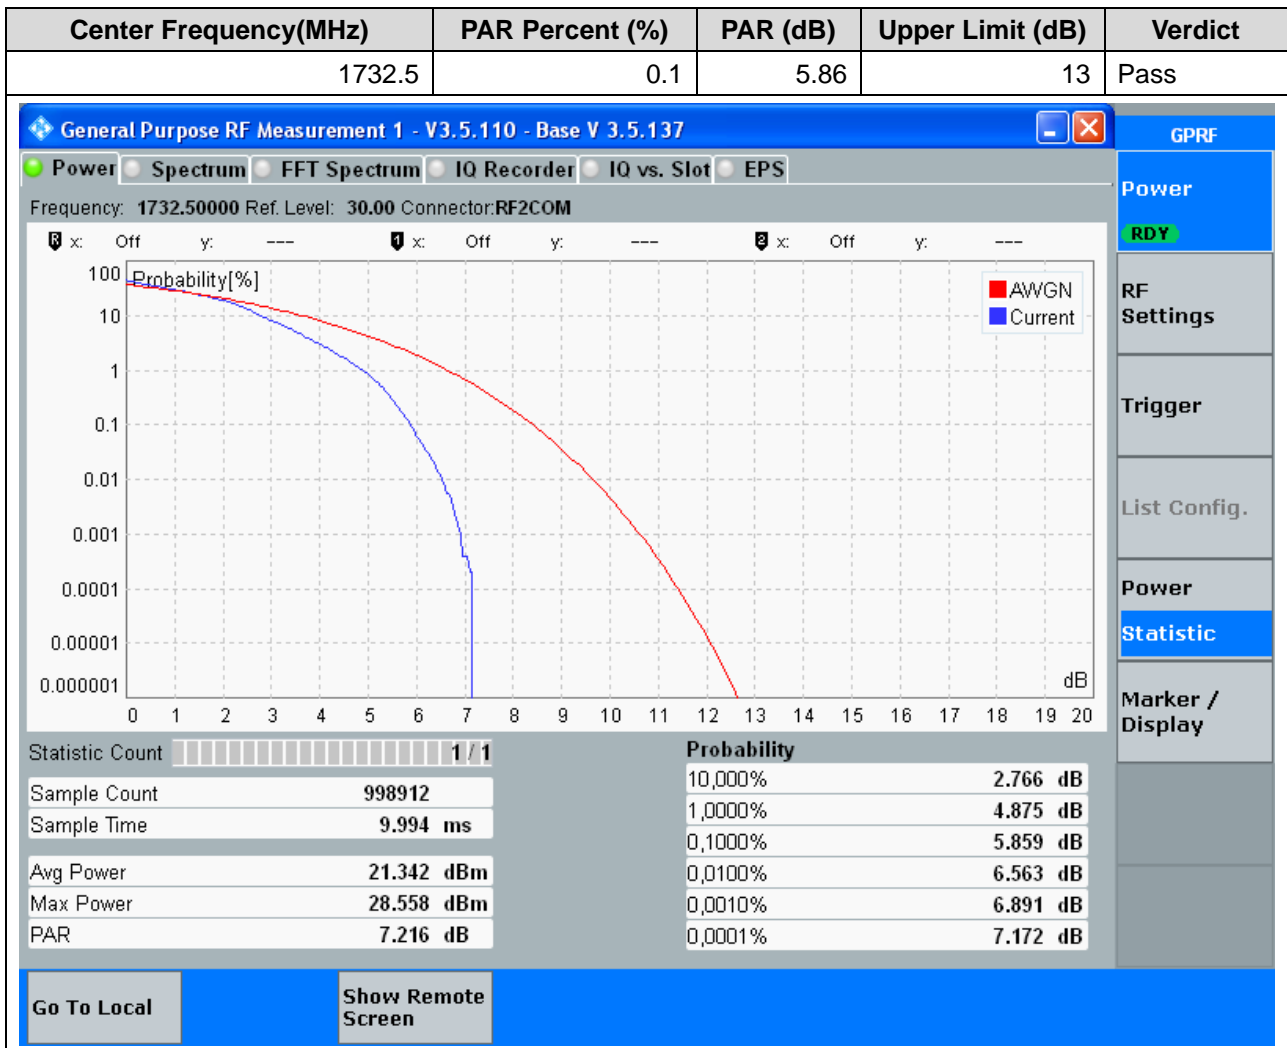 Center Frequency(MHz) PAR Percent (%) PAR (dB) Upper Limit (dB) Verdict
1732.5 0.1 5.86 13 Pass
General Purpose RF Measurement 1 - V3.5.110 - Base V 3.5.137
GPRF
Power Spectrum FFT Spectrum IQ Recorder IQ vs. Slot EPS
Power
RDY
Frequency: 1732.50000 Ref. Level: 30.00 Connector:RF2COM
R x: Off y: --- 1 x: Off y: --- 2 x: Off y: ---
Probability[%]
AWGN
Current
100
10
1
0.1
0.01
0.001
0.0001
0.00001
0.000001
dB
0 1 2 3 4 5 6 7 8 9 10 11 12 13 14 15 16 17 18 19 20
RF
Settings
Trigger
List Config.
Power
Statistic
Marker /
Display
Statistic Count 1 / 1
Sample Count 998912
Sample Time 9.994 ms
Avg Power 21.342 dBm
Max Power 28.558 dBm
PAR 7.216 dB
Probability
10,000% 2.766 dB
1,0000% 4.875 dB
0,1000% 5.859 dB
0,0100% 6.563 dB
0,0010% 6.891 dB
0,0001% 7.172 dB
Go To Local
Show Remote
Screen